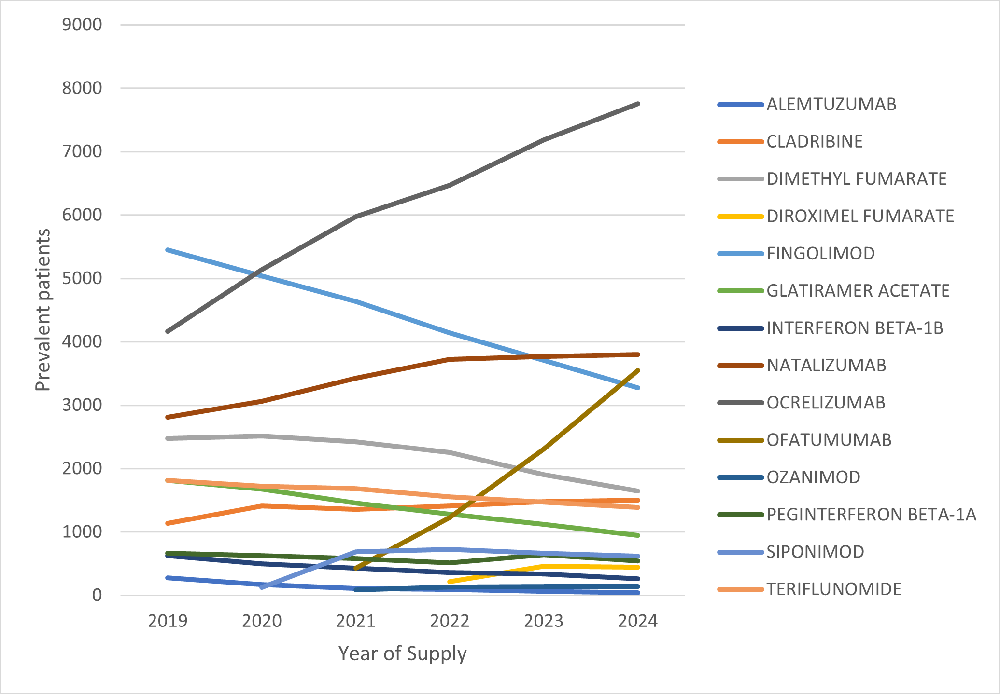 9000
8000
7000
6000
5000
4000
3000
2000
1000
0
Prevalent patients
2019 2020 2021 2022 2023 2024
Year of Supply
ALEMTUZUMAB
CLADRIBINE
DIMETHYL FUMARATE
DIROXIMEL FUMARATE
FINGOLIMOD
GLATIRAMER ACETATE
INTERFERON BETA-1B
NATALIZUMAB
OCRELIZUMAB
OFATUMUMAB
OZANIMOD
PEGINTERFERON BETA-1A
SIPONIMOD
TERIFLUNOMIDE